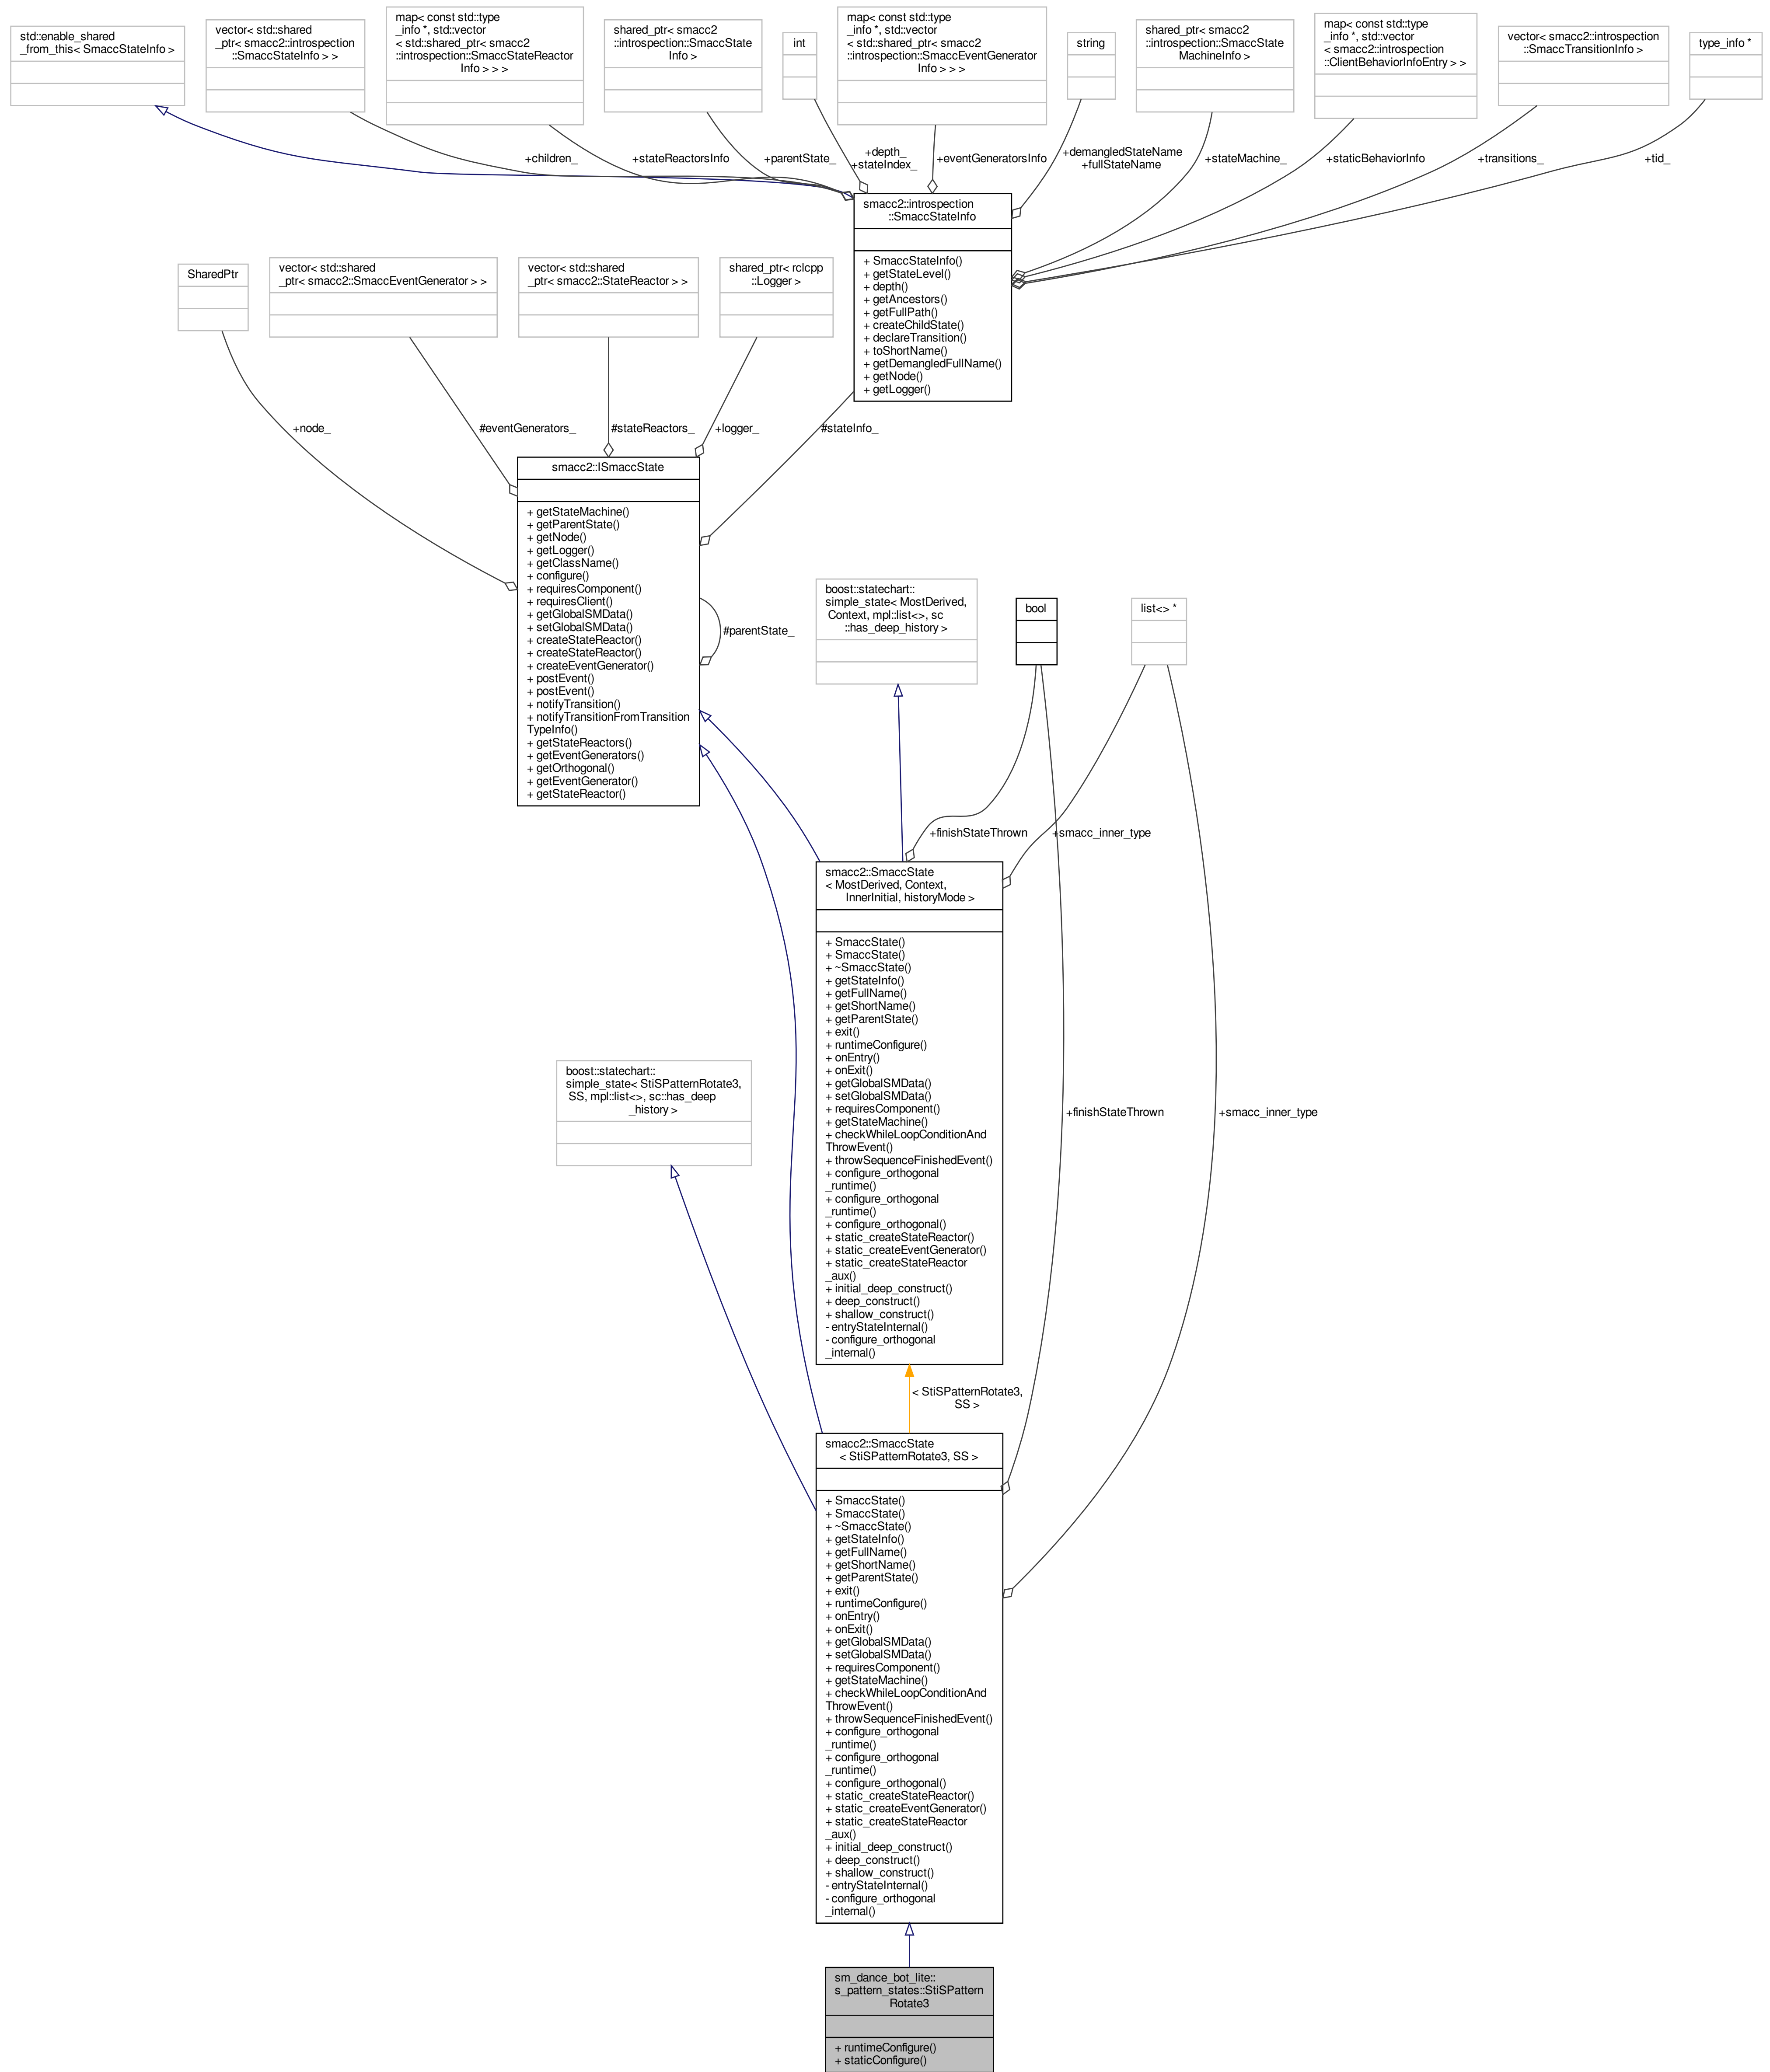 std::enable_shared
_from_this< SmaccStateInfo >
vector< std::shared
_ptr< smacc2::introspection
::SmaccStateInfo > >
map< const std::type
_info *, std::vector
< std::shared_ptr< smacc2
::introspection::SmaccStateReactor
Info > > >
shared_ptr< smacc2
::introspection::SmaccState
Info >
int
map< const std::type
_info *, std::vector
< std::shared_ptr< smacc2
::introspection::SmaccEventGenerator
Info > > >
string
shared_ptr< smacc2
::introspection::SmaccState
MachineInfo >
map< const std::type
_info *, std::vector
< smacc2::introspection
::ClientBehaviorInfoEntry > >
vector< smacc2::introspection
::SmaccTransitionInfo >
type_info *
+children_
+stateReactorsInfo
+parentState_
+depth_
+stateIndex_
+eventGeneratorsInfo
+demangledStateName
+fullStateName
+stateMachine_
+staticBehaviorInfo
+transitions_
+tid_
smacc2::introspection
::SmaccStateInfo
+ SmaccStateInfo()
+ getStateLevel()
+ depth()
+ getAncestors()
+ getFullPath()
+ createChildState()
+ declareTransition()
+ toShortName()
+ getDemangledFullName()
+ getNode()
+ getLogger()
SharedPtr
vector< std::shared
_ptr< smacc2::SmaccEventGenerator > >
vector< std::shared
_ptr< smacc2::StateReactor > >
shared_ptr< rclcpp
::Logger >
+node_
#eventGenerators_
#stateReactors_
+logger_
#stateInfo_
smacc2::ISmaccState
+ getStateMachine()
+ getParentState()
+ getNode()
+ getLogger()
+ getClassName()
+ configure()
+ requiresComponent()
+ requiresClient()
+ getGlobalSMData()
+ setGlobalSMData()
+ createStateReactor()
+ createStateReactor()
+ createEventGenerator()
+ postEvent()
+ postEvent()
+ notifyTransition()
+ notifyTransitionFromTransition
TypeInfo()
+ getStateReactors()
+ getEventGenerators()
+ getOrthogonal()
+ getEventGenerator()
+ getStateReactor()
#parentState_
boost::statechart::
simple_state< MostDerived,
Context, mpl::list<>, sc
::has_deep_history >
bool
list<> *
+finishStateThrown
+smacc_inner_type
smacc2::SmaccState
< MostDerived, Context,
InnerInitial, historyMode >
+ SmaccState()
+ SmaccState()
+ ~SmaccState()
+ getStateInfo()
+ getFullName()
+ getShortName()
+ getParentState()
+ exit()
+ runtimeConfigure()
+ onEntry()
+ onExit()
+ getGlobalSMData()
+ setGlobalSMData()
+ requiresComponent()
+ getStateMachine()
+ checkWhileLoopConditionAnd
ThrowEvent()
+ throwSequenceFinishedEvent()
+ configure_orthogonal
_runtime()
+ configure_orthogonal
_runtime()
+ configure_orthogonal()
+ static_createStateReactor()
+ static_createEventGenerator()
+ static_createStateReactor
_aux()
+ initial_deep_construct()
+ deep_construct()
+ shallow_construct()
- entryStateInternal()
- configure_orthogonal
_internal()
boost::statechart::
simple_state< StiSPatternRotate3,
SS, mpl::list<>, sc::has_deep
_history >
+finishStateThrown
+smacc_inner_type
< StiSPatternRotate3,
SS >
smacc2::SmaccState
< StiSPatternRotate3, SS >
+ SmaccState()
+ SmaccState()
+ ~SmaccState()
+ getStateInfo()
+ getFullName()
+ getShortName()
+ getParentState()
+ exit()
+ runtimeConfigure()
+ onEntry()
+ onExit()
+ getGlobalSMData()
+ setGlobalSMData()
+ requiresComponent()
+ getStateMachine()
+ checkWhileLoopConditionAnd
ThrowEvent()
+ throwSequenceFinishedEvent()
+ configure_orthogonal
_runtime()
+ configure_orthogonal
_runtime()
+ configure_orthogonal()
+ static_createStateReactor()
+ static_createEventGenerator()
+ static_createStateReactor
_aux()
+ initial_deep_construct()
+ deep_construct()
+ shallow_construct()
- entryStateInternal()
- configure_orthogonal
_internal()
sm_dance_bot_lite::
s_pattern_states::StiSPattern
Rotate3
+ runtimeConfigure()
+ staticConfigure()